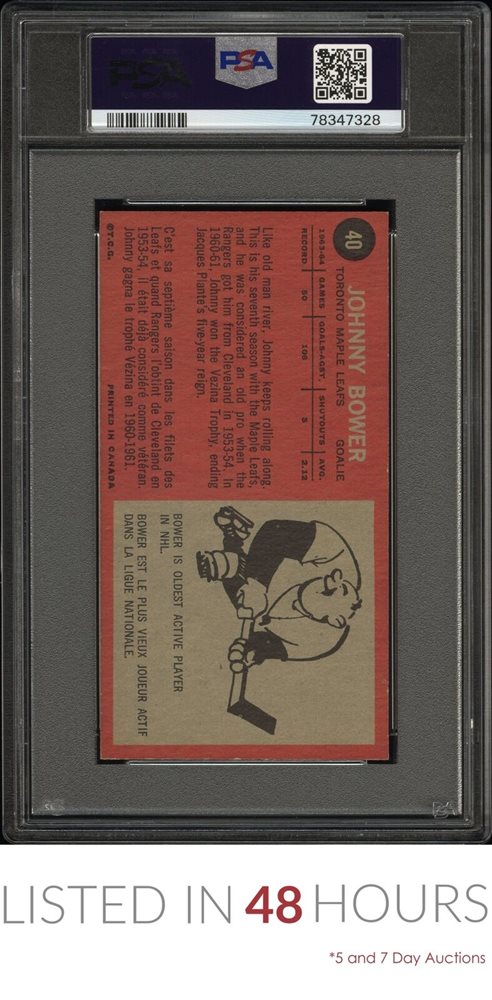 PSA
PSA
78347328
40
JOHNNY BOWER
TORONTO MAPLE LEAFS GOALIE
1963-64 GAMES GOALS-AGST. SHUTOUTS AVG.
RECORD 50 106 5 2.12
Like old man river, Johnny keeps rolling along.
This is his seventh season with the Maple Leafs,
and he was considered an old pro when the
Rangers got him from Cleveland in 1953-54. In
1960-61, Johnny won the Vezina Trophy, ending
Jacques Plante's five-year reign.
C'est sa septième saison dans les filets des
Leafs et quand Rangers l'obtint de Cleveland en
1953-54, il était déjà considéré comme vatéran.
Johnny gagna le trophé Vézina en 1960-1961.
©T.C.G. PRINTED IN CANADA
BOWER IS OLDEST ACTIVE PLAYER
IN NHL.
BOWER EST LE PLUS VIEUX JOUEUR ACTIF
DANS LA LIGUE NATIONALE.
LISTED IN 48 HOURS
*5 and 7 Day Auctions